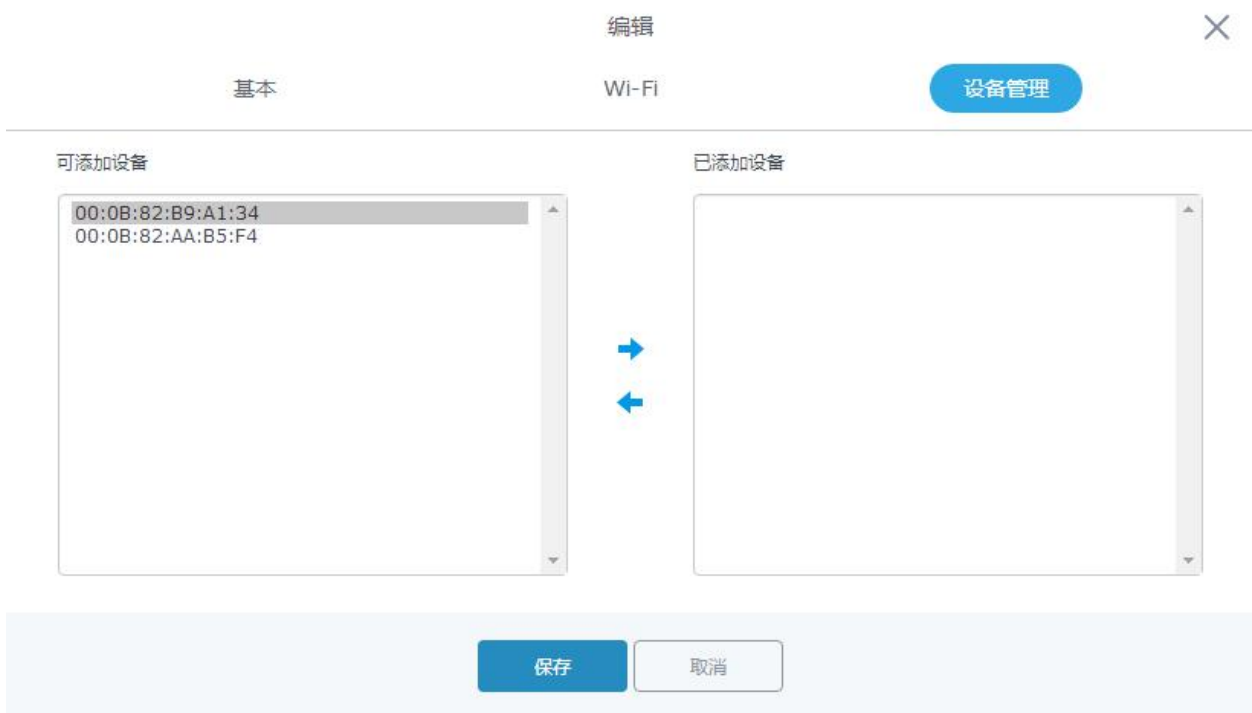 编辑
基本
Wi-Fi
设备管理
可添加设备
已添加设备
00:0B:82:B9:A1:34
00:0B:82:AA:B5:F4
保存
取消